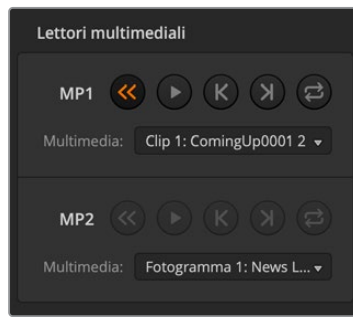 Lettori multimediali
MP1
Multimedia: Clip 1: ComingUp0001 2
MP2
Multimedia: Fotogramma 1: News L...